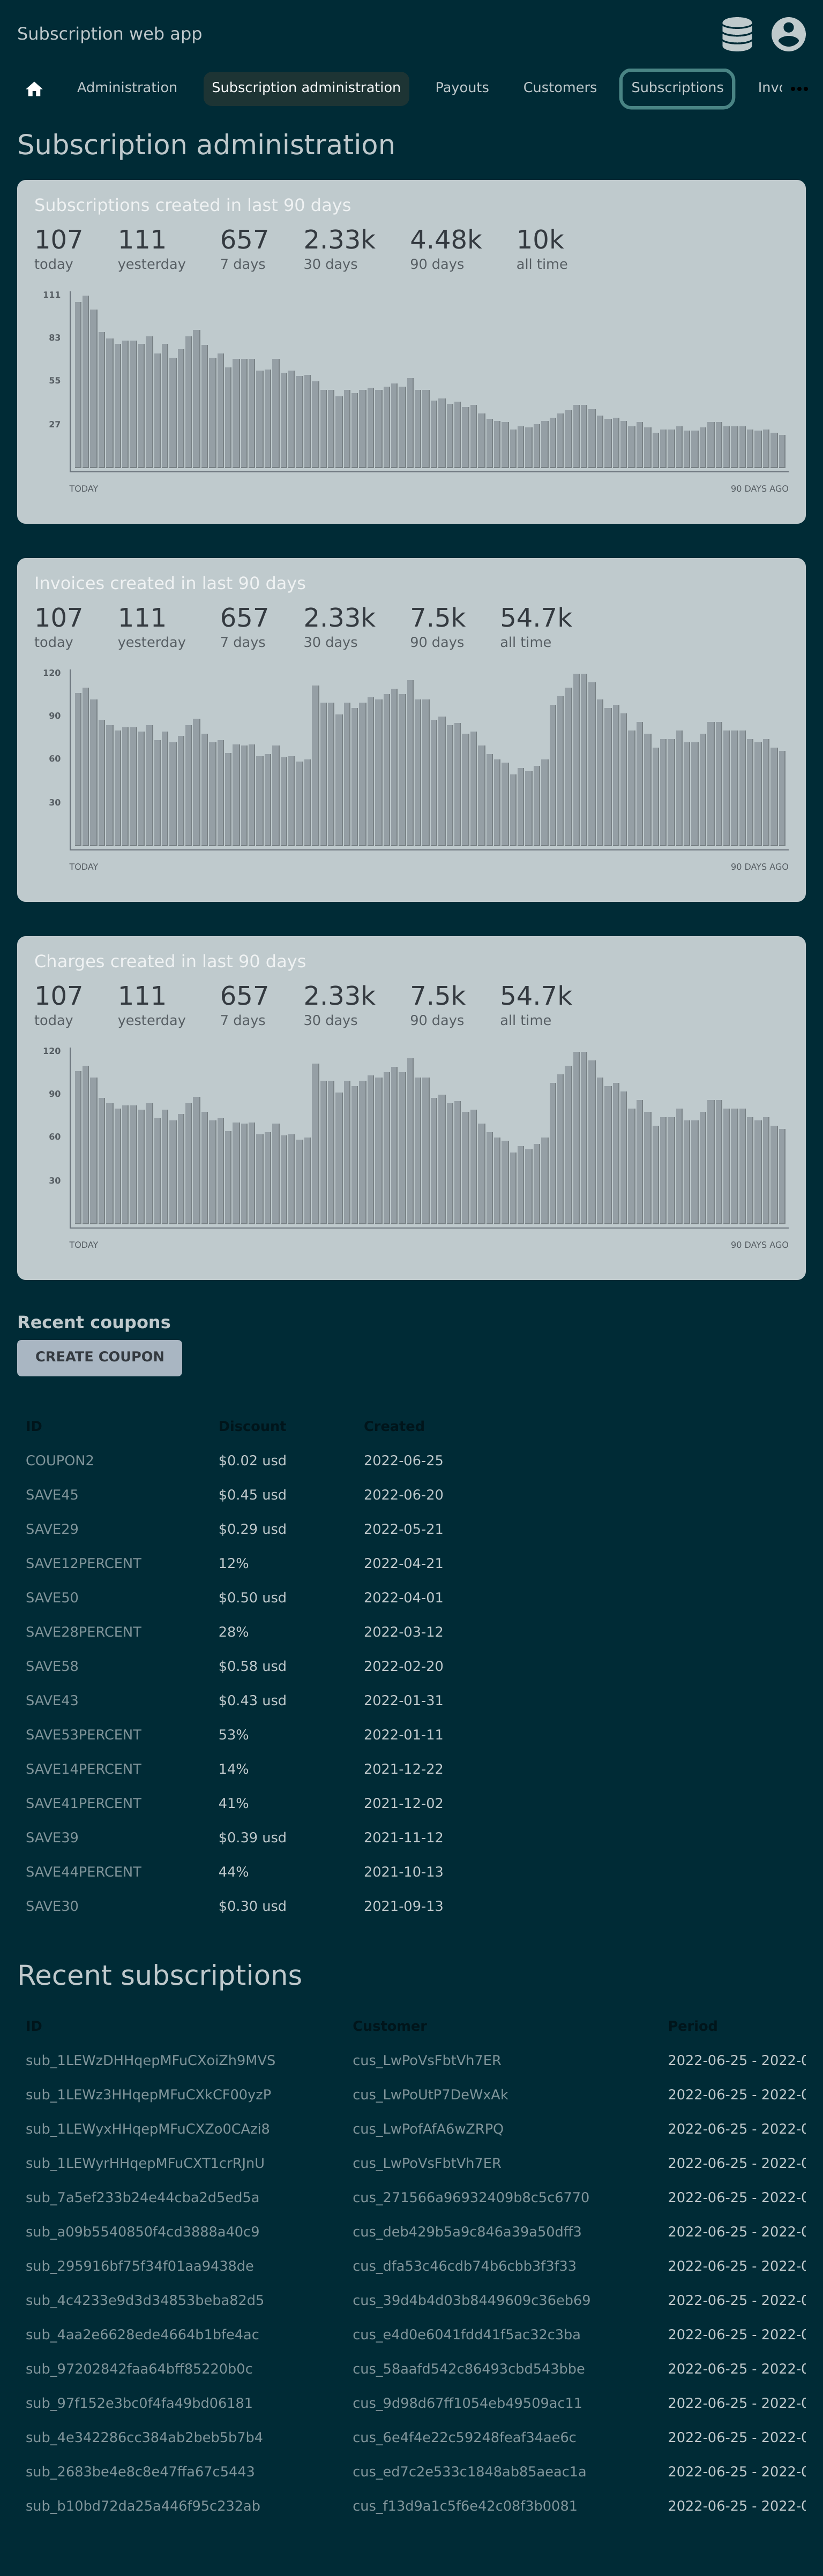 Subscription web app
Administration Subscription administration Payouts Customers Subscriptions Invc
Subscription administration
Subscriptions created in last 90 days
107 111 657 2.33k 4.48k 10k
today yesterday 7 days 30 days 90 days all time
111
83
55
27
TODAY 90 DAYS AGO
Invoices created in last 90 days
107 111 657 2.33k 7.5k 54.7k
today yesterday 7 days 30 days 90 days all time
120
90
60
30
TODAY 90 DAYS AGO
Charges created in last 90 days
107 111 657 2.33k 7.5k 54.7k
today yesterday 7 days 30 days 90 days all time
120
90
60
30
TODAY 90 DAYS AGO
Recent coupons
CREATE COUPON
ID Discount Created
COUPON2 $0.02 usd 2022-06-25
SAVE45 $0.45 usd 2022-06-20
SAVE29 $0.29 usd 2022-05-21
SAVE12PERCENT 12% 2022-04-21
SAVE50 $0.50 usd 2022-04-01
SAVE28PERCENT 28% 2022-03-12
SAVE58 $0.58 usd 2022-02-20
SAVE43 $0.43 usd 2022-01-31
SAVE53PERCENT 53% 2022-01-11
SAVE14PERCENT 14% 2021-12-22
SAVE41PERCENT 41% 2021-12-02
SAVE39 $0.39 usd 2021-11-12
SAVE44PERCENT 44% 2021-10-13
SAVE30 $0.30 usd 2021-09-13
Recent subscriptions
ID Customer Period
sub_1LEWzDHHqepMFuCXoiZh9MVS cus_LwPoVsFbtVh7ER 2022-06-25 - 2022-0
sub_1LEWz3HHqepMFuCXkCF00yzP cus_LwPoUtP7DeWxAk 2022-06-25 - 2022-0
sub_1LEWyxHHqepMFuCXZo0CAzi8 cus_LwPofAfA6wZRPQ 2022-06-25 - 2022-0
sub_1LEWyrHHqepMFuCXT1crRJnU cus_LwPoVsFbtVh7ER 2022-06-25 - 2022-0
sub_7a5ef233b24e44cba2d5ed5a cus_271566a96932409b8c5c6770 2022-06-25 - 2022-0
sub_a09b5540850f4cd3888a40c9 cus_deb429b5a9c846a39a50dff3 2022-06-25 - 2022-0
sub_295916bf75f34f01aa9438de cus_dfa53c46cdb74b6cbb3f3f33 2022-06-25 - 2022-0
sub_4c4233e9d3d34853beba82d5 cus_39d4b4d03b8449609c36eb69 2022-06-25 - 2022-0
sub_4aa2e6628ede4664b1bfe4ac cus_e4d0e6041fdd41f5ac32c3ba 2022-06-25 - 2022-0
sub_97202842faa64bff85220b0c cus_58aafd542c86493cbd543bbe 2022-06-25 - 2022-0
sub_97f152e3bc0f4fa49bd06181 cus_9d98d67ff1054eb49509ac11 2022-06-25 - 2022-0
sub_4e342286cc384ab2beb5b7b4 cus_6e4f4e22c59248feaf34ae6c 2022-06-25 - 2022-0
sub_2683be4e8c8e47ffa67c5443 cus_ed7c2e533c1848ab85aeac1a 2022-06-25 - 2022-0
sub_b10bd72da25a446f95c232ab cus_f13d9a1c5f6e42c08f3b0081 2022-06-25 - 2022-0